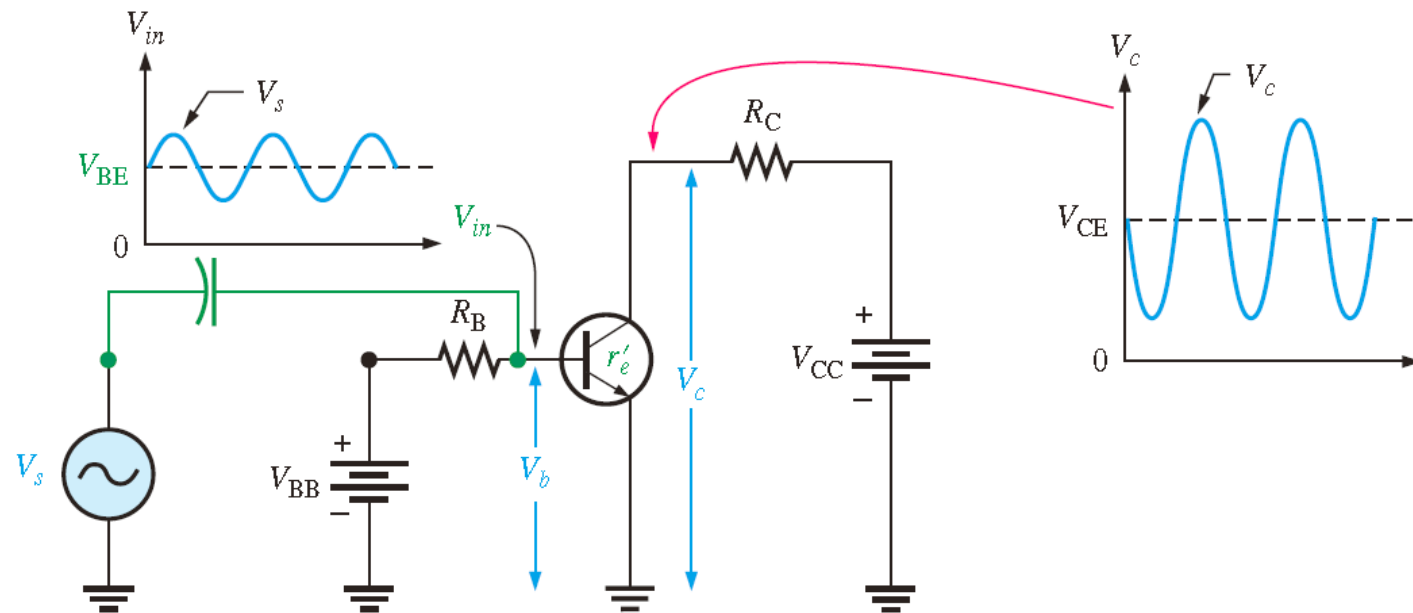 V_in
V_s
V_BE
0
V_in
R_B
r'_e
+
V_BB
−
V_s
V_b
V_c
R_C
+
V_CC
−
V_c
V_c
V_CE
0